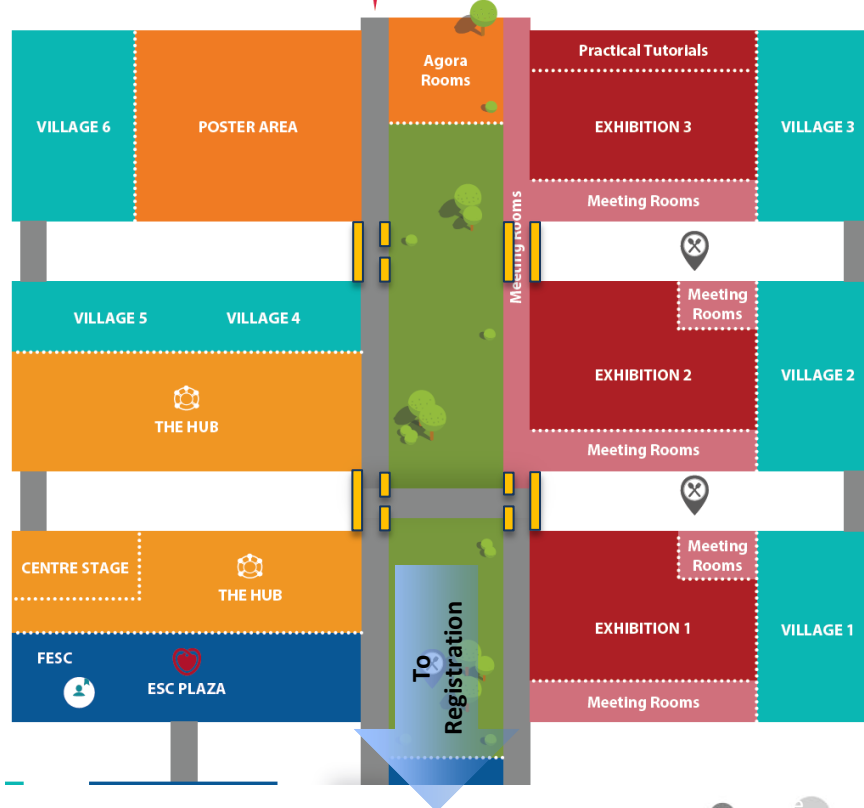 Agora
Rooms
Practical Tutorials
VILLAGE 6
POSTER AREA
EXHIBITION 3
VILLAGE 3
Meeting Rooms
Meeting Rooms
Meeting
Rooms
VILLAGE 5
VILLAGE 4
EXHIBITION 2
VILLAGE 2
THE HUB
Meeting Rooms
CENTRE STAGE
THE HUB
Meeting
Rooms
EXHIBITION 1
VILLAGE 1
To
Registration
FESC
ESC PLAZA
Meeting Rooms